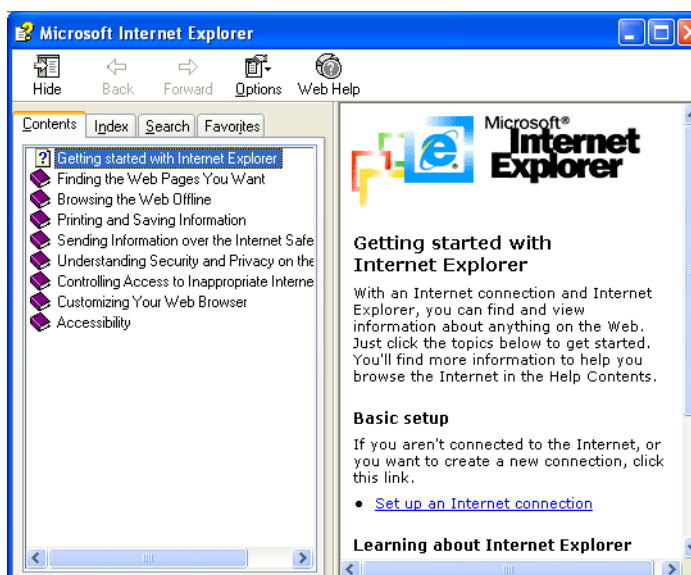 Microsoft Internet Explorer
Hide Back Forward Options Web Help
Contents Index Search Favorites
Getting started with Internet Explorer
Finding the Web Pages You Want
Browsing the Web Offline
Printing and Saving Information
Sending Information over the Internet Safe
Understanding Security and Privacy on the
Controlling Access to Inappropriate Interne
Customizing Your Web Browser
Accessibility
Microsoft®
Internet
Explorer
Getting started with
Internet Explorer
With an Internet connection and Internet
Explorer, you can find and view
information about anything on the Web.
Just click the topics below to get started.
You'll find more information to help you
browse the Internet in the Help Contents.
Basic setup
If you aren't connected to the Internet, or
you want to create a new connection, click
this link.
• Set up an Internet connection
Learning about Internet Explorer